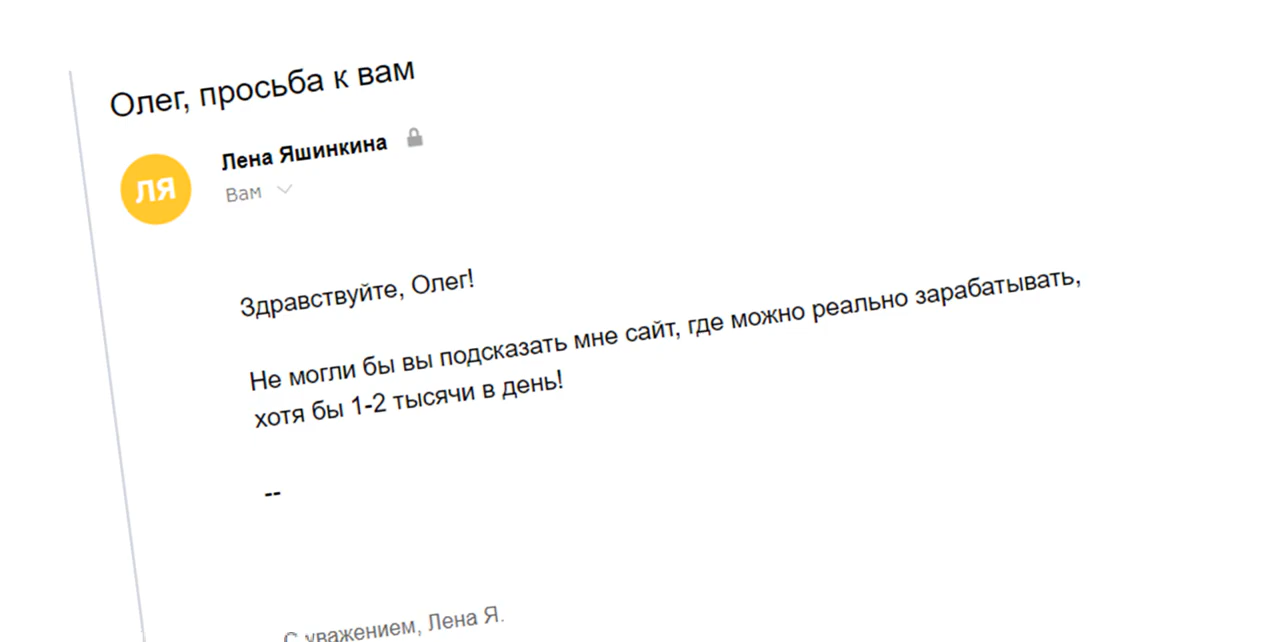 Олег, просьба к вам
ЛЯ
Лена Яшинкина
Вам
Здравствуйте, Олег!
Не могли бы вы подсказать мне сайт, где можно реально зарабатывать,
хотя бы 1-2 тысячи в день!
--
С уважением, Лена Я.